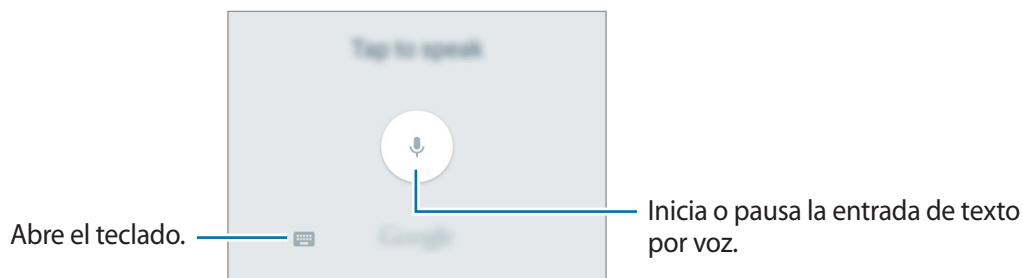 Tap to speak
Abre el teclado.
Google
Inicia o pausa la entrada de texto
por voz.